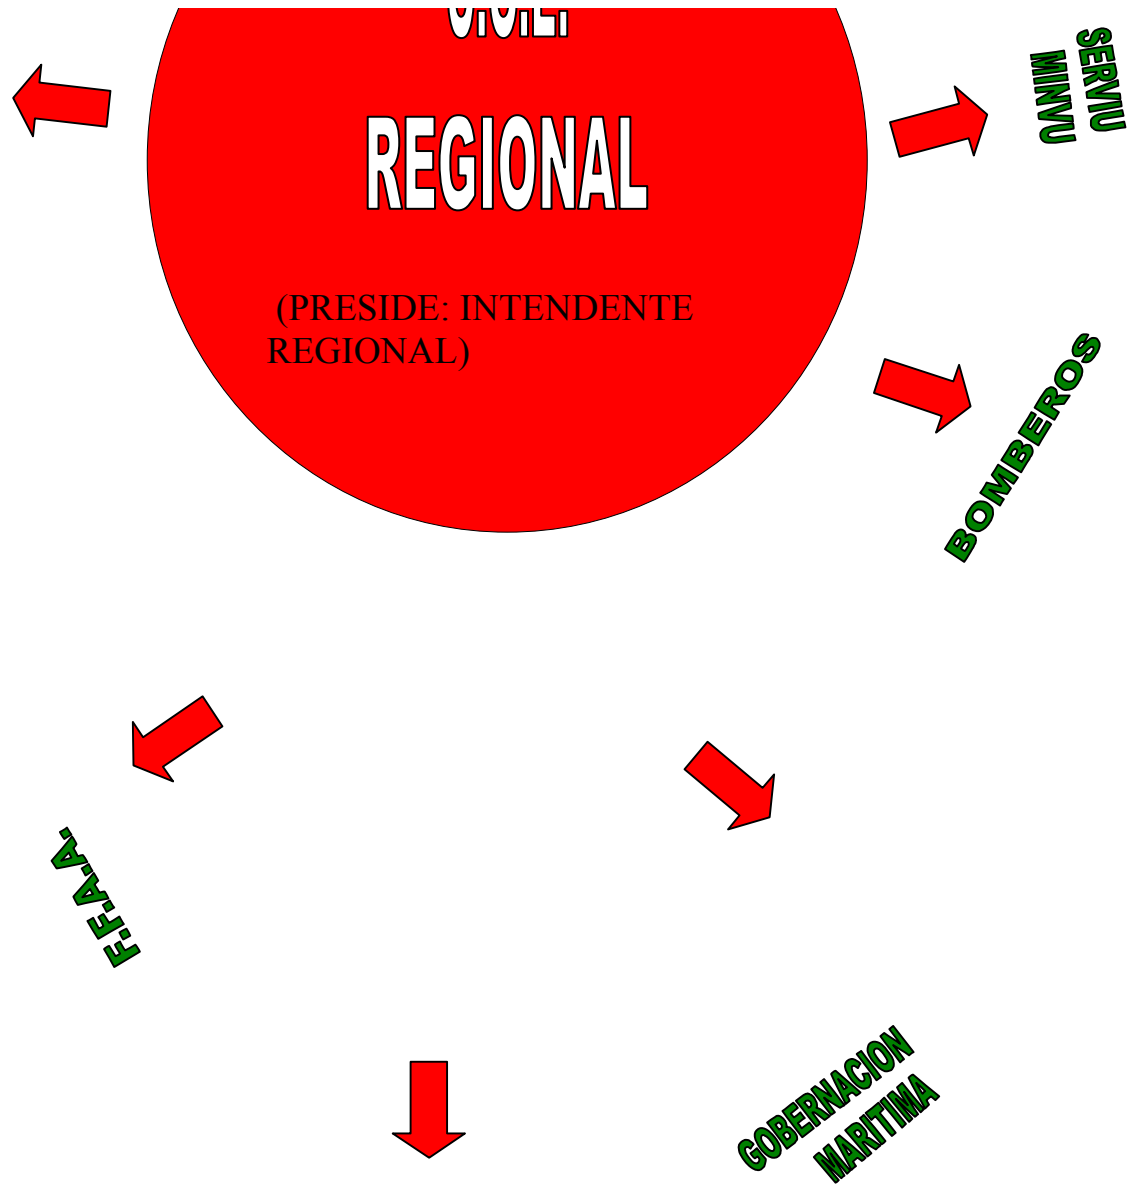 REGIONAL
(PRESIDE: INTENDENTE
REGIONAL)
SERVIU
MINVU
BOMBEROS
F.F.A.A.
GOBERNACION
MARITIMA